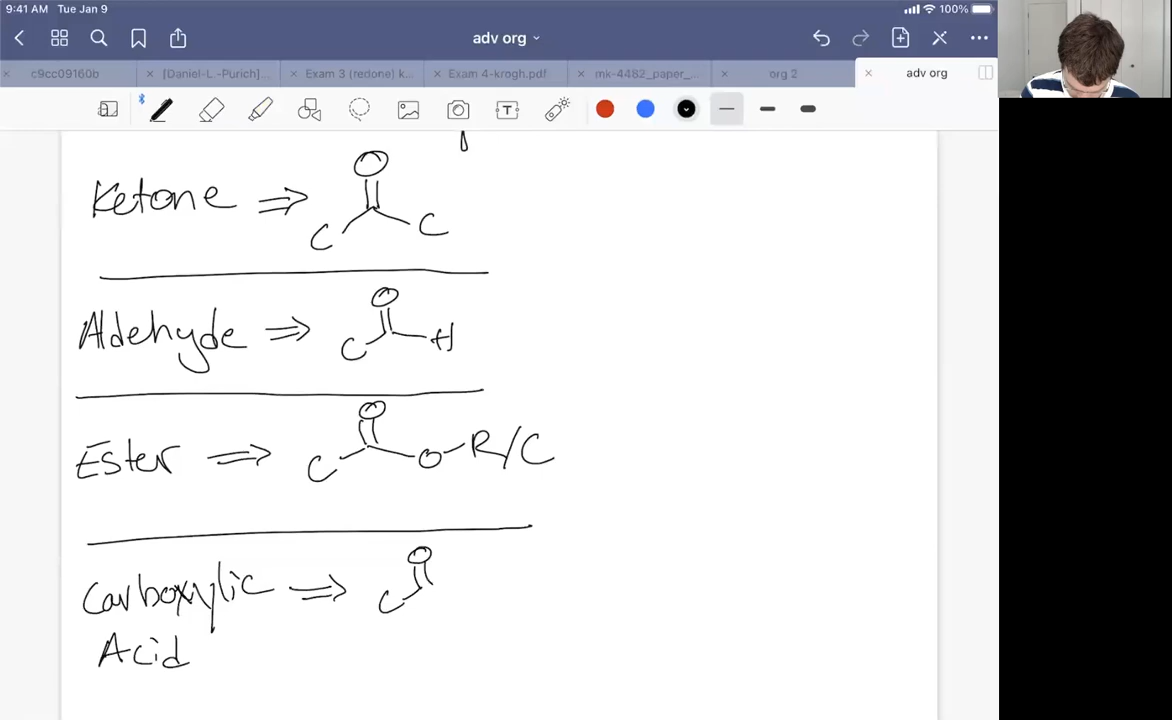 9:41 AM Tue Jan 9
100%
adv org
c9cc09160b
[Daniel-L.-Purich]...
Exam 3 (redone) k...
Exam 4-krogh.pdf
mk-4482_paper_...
org 2
adv org
T
Ketone ⇒ O
C C
Aldehyde ⇒ O
C H
Ester ⇒ O
C O R/C
Carboxylic ⇒ O
C
Acid